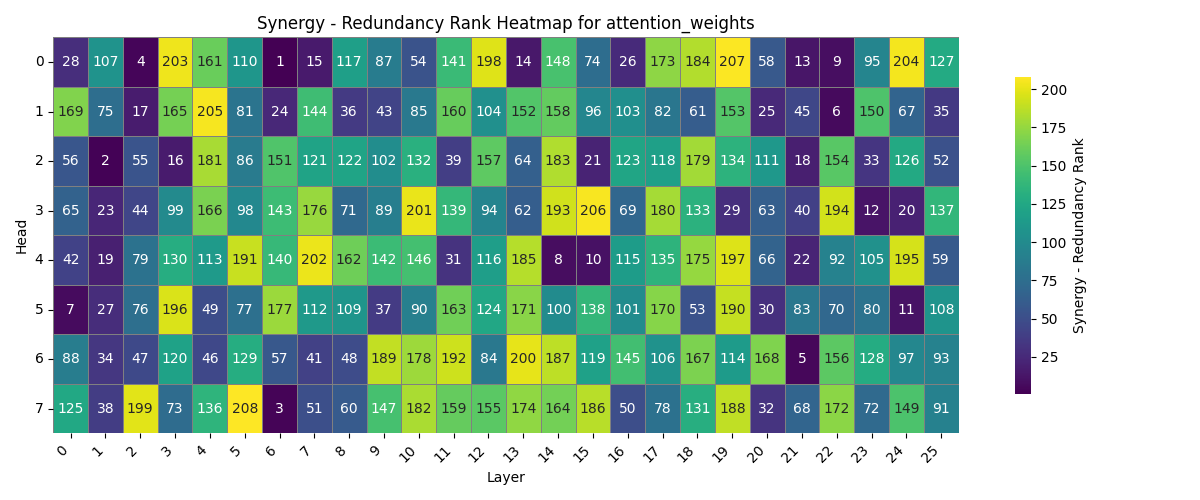 Synergy - Redundancy Rank Heatmap for attention_weights
0 28 107 4 203 161 110 1 15 117 87 54 141 198 14 148 74 26 173 184 207 58 13 9 95 204 127
1 169 75 17 165 205 81 24 144 36 43 85 160 104 152 158 96 103 82 61 153 25 45 6 150 67 35
2 56 2 55 16 181 86 151 121 122 102 132 39 157 64 183 21 123 118 179 134 111 18 154 33 126 52
3 65 23 44 99 166 98 143 176 71 89 201 139 94 62 193 206 69 180 133 29 63 40 194 12 20 137
4 42 19 79 130 113 191 140 202 162 142 146 31 116 185 8 10 115 135 175 197 66 22 92 105 195 59
5 7 27 76 196 49 77 177 112 109 37 90 163 124 171 100 138 101 170 53 190 30 83 70 80 11 108
6 88 34 47 120 46 129 57 41 48 189 178 192 84 200 187 119 145 106 167 114 168 5 156 128 97 93
7 125 38 199 73 136 208 3 51 60 147 182 159 155 174 164 186 50 78 131 188 32 68 172 72 149 91
0 1 2 3 4 5 6 7 8 9 10 11 12 13 14 15 16 17 18 19 20 21 22 23 24 25
Layer
Head
200
175
150
125
100
75
50
25
Synergy - Redundancy Rank